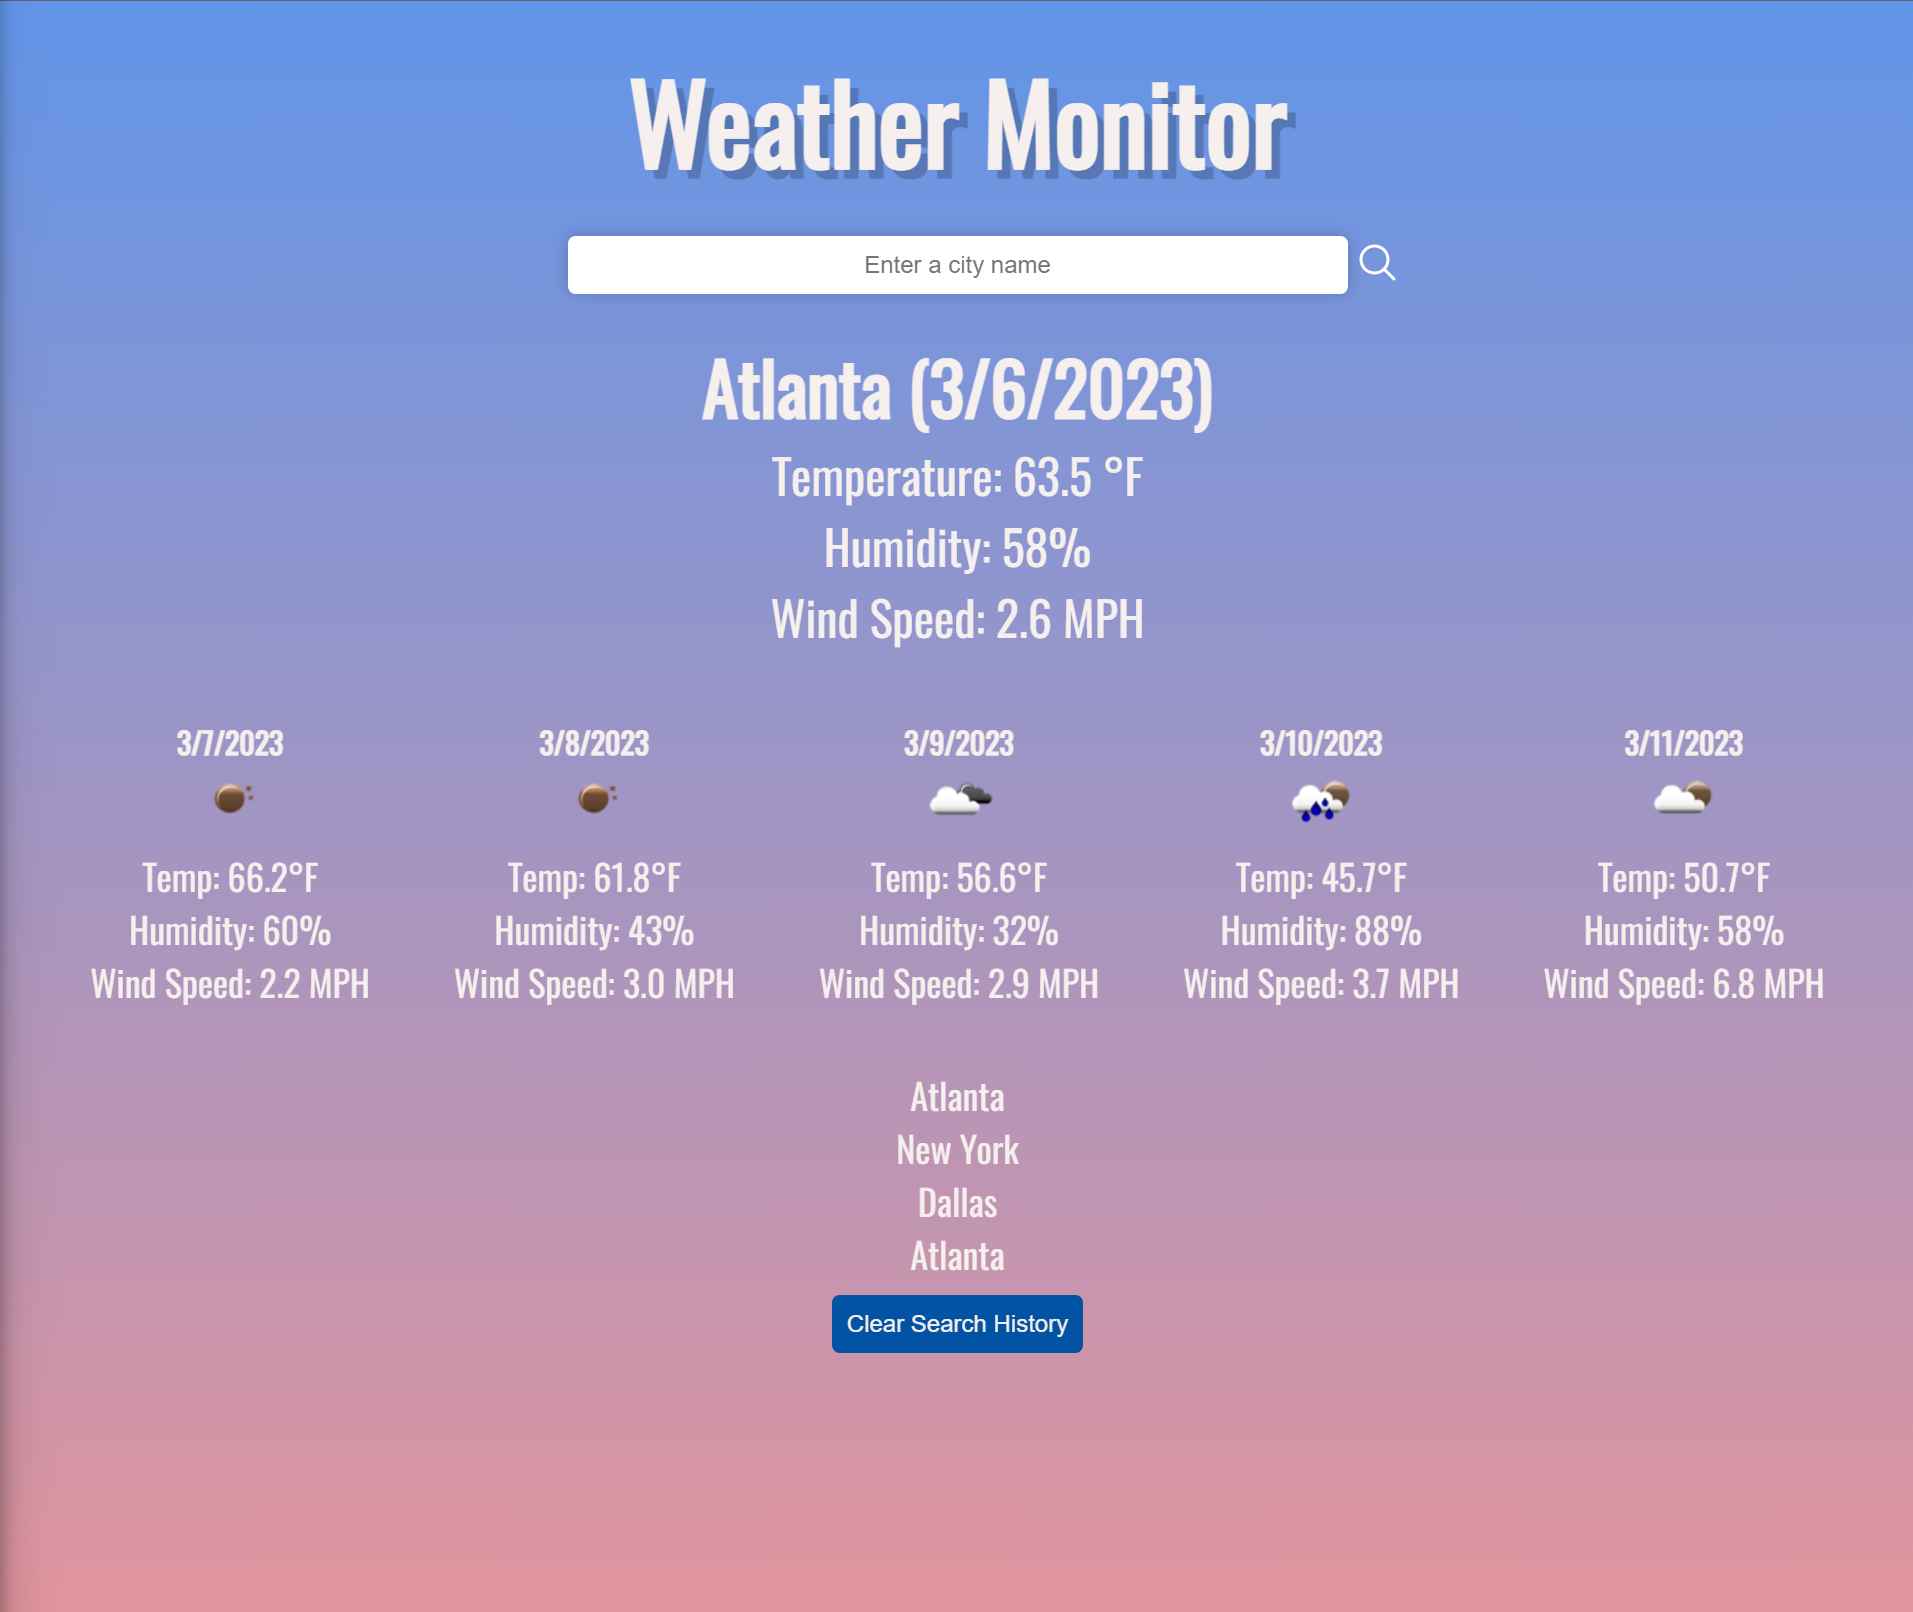 Weather Monitor
Enter a city name
Atlanta (3/6/2023)
Temperature: 63.5 °F
Humidity: 58%
Wind Speed: 2.6 MPH
3/7/2023
Temp: 66.2°F
Humidity: 60%
Wind Speed: 2.2 MPH
3/8/2023
Temp: 61.8°F
Humidity: 43%
Wind Speed: 3.0 MPH
3/9/2023
Temp: 56.6°F
Humidity: 32%
Wind Speed: 2.9 MPH
3/10/2023
Temp: 45.7°F
Humidity: 88%
Wind Speed: 3.7 MPH
3/11/2023
Temp: 50.7°F
Humidity: 58%
Wind Speed: 6.8 MPH
Atlanta
New York
Dallas
Atlanta
Clear Search History